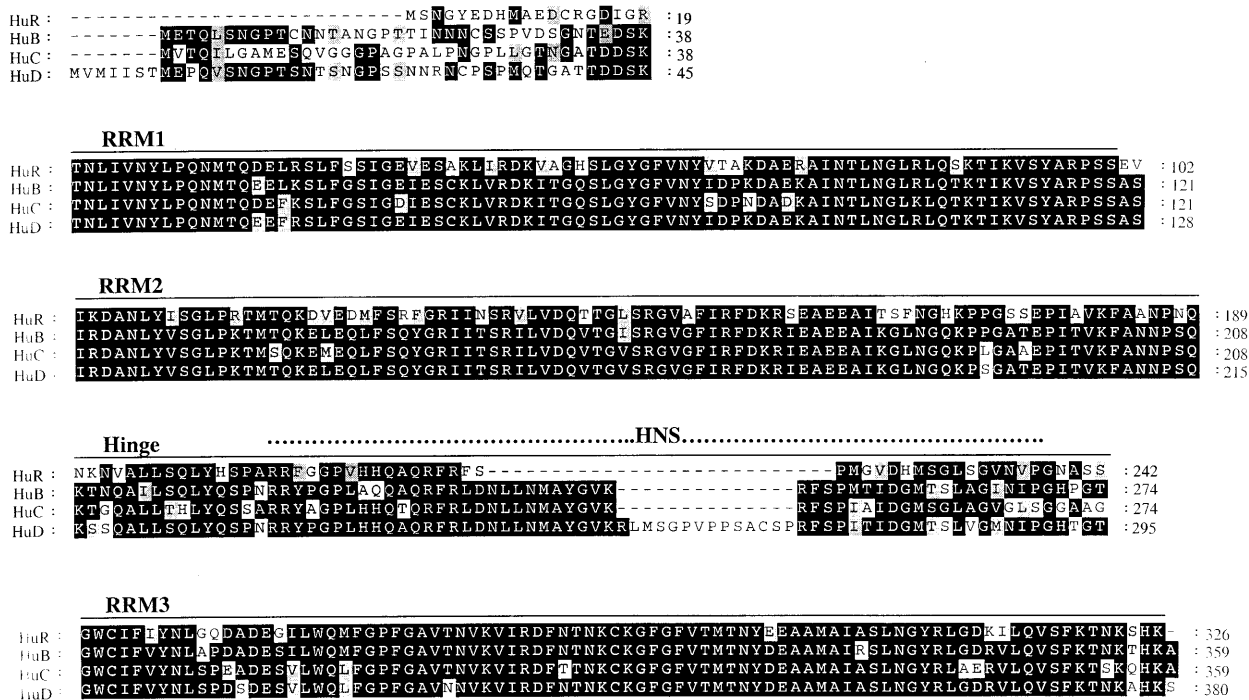 HuR : --------------------------MSNGYEDHMAEDCRGDIGR : 19
HuB : -------METQLSNGPTCNNTANGPTTINNNCSSPVDSGNTEDSK : 38
HuC : -------MVTQILGAMESQVGGGPAGPALPNGPLLGTNGATDDSK : 38
HuD : MVMIISTMEPQVSNGPTSNTSNGPSSNNRNCPSPMQTGATTDDSK : 45
RRM1
HuR : TNLIVNYLPQNMTQDELRSLFSSIGEVESAKLIRDKVAGHSLGYGFVNYVTAKDAERAINTLNGLRLQSKTIKVSYARPSSEV : 102
HuB : TNLIVNYLPQNMTQEELKSLFGSIGEIESCKLVRDKITGQSLGYGFVNYIDPKDAEKAINTLNGLRLQTKTIKVSYARPSSAS : 121
HuC : TNLIVNYLPQNMTQDEFKSLFGSIGDIESCKLVRDKITGQSLGYGFVNYSDPNDADKAINTLNGLKLQTKTIKVSYARPSSAS : 121
HuD : TNLIVNYLPQNMTQEEFRSLFGSIGEIESCKLVRDKITGQSLGYGFVNYIDPKDAEKAINTLNGLRLQTKTIKVSYARPSSAS : 128
RRM2
HuR : IKDANLYISGLPRTMTQKDVEDMFSRFGRIINSRVLVDQTTGLSRGVAFIRFDKRSEAEEAITSFNGHKPPGSSEPIAVKFAANPNQ : 189
HuB : IRDANLYVSGLPKTMTQKELEQLFSQYGRIITSRILVDQVTGISRGVGFIRFDKRIEAEEAIKGLNGQKPPGATEPITVKFANNPSQ : 208
HuC : IRDANLYVSGLPKTMSQKEMEQLFSQYGRIITSRILVDQVTGVSRGVGFIRFDKRIEAEEAIKGLNGQKPLGAAEPITVKFANNPSQ : 208
HuD : IRDANLYVSGLPKTMTQKELEQLFSQYGRIITSRILVDQVTGVSRGVGFIRFDKRIEAEEAIKGLNGQKPSGATEPITVKFANNPSQ : 215
Hinge ..............................HNS..............................
HuR : NKNVALLSQLYHSPARRFGGPVHHQAQRFRFS---------------------------PMGVDHMSGLSGVNVPGNASS : 242
HuB : KTNQAILSQLYQSPNRRYPGPLAQQAQRFRLDNLLNMAYGVK--------------RFSPMTIDGMTSLAGINIPGHPGT : 274
HuC : KTGQALLTHLYQSSARRYAGPLHHQTQRFRLDNLLNMAYGVK--------------RFSPIAIDGMSGLAGVGLSGGAAG : 274
HuD : KSSQALLSQLYQSPNRRYPGPLHHQAQRFRLDNLLNMAYGVKRLMSGPVPPSACSPRFSPITIDGMTSLVGMNIPGHTGT : 295
RRM3
HuR : GWCIFIYNLGQDADEGILWQMFGPFGAVTNVKVIRDFNTNKCKGFGFVTMTNYEEAAMAIASLNGYRLGDKILQVSFKTNKSHK- : 326
HuB : GWCIFVYNLAPDADESILWQMFGPFGAVTNVKVIRDFNTNKCKGFGFVTMTNYDEAAMAIRSLNGYRLGDRVLQVSFKTNKTHKA : 359
HuC : GWCIFVYNLSPEADESVLWQLFGPFGAVTNVKVIRDFTTNKCKGFGFVTMTNYDEAAMAIASLNGYRLAERVLQVSFKTSKQHKA : 359
HuD : GWCIFVYNLSPDSDESVLWQLFGPFGAVNNVKVIRDFNTNKCKGFGFVTMTNYDEAAMAIASLNGYRLGDRVLQVSFKTNKAHKS : 380